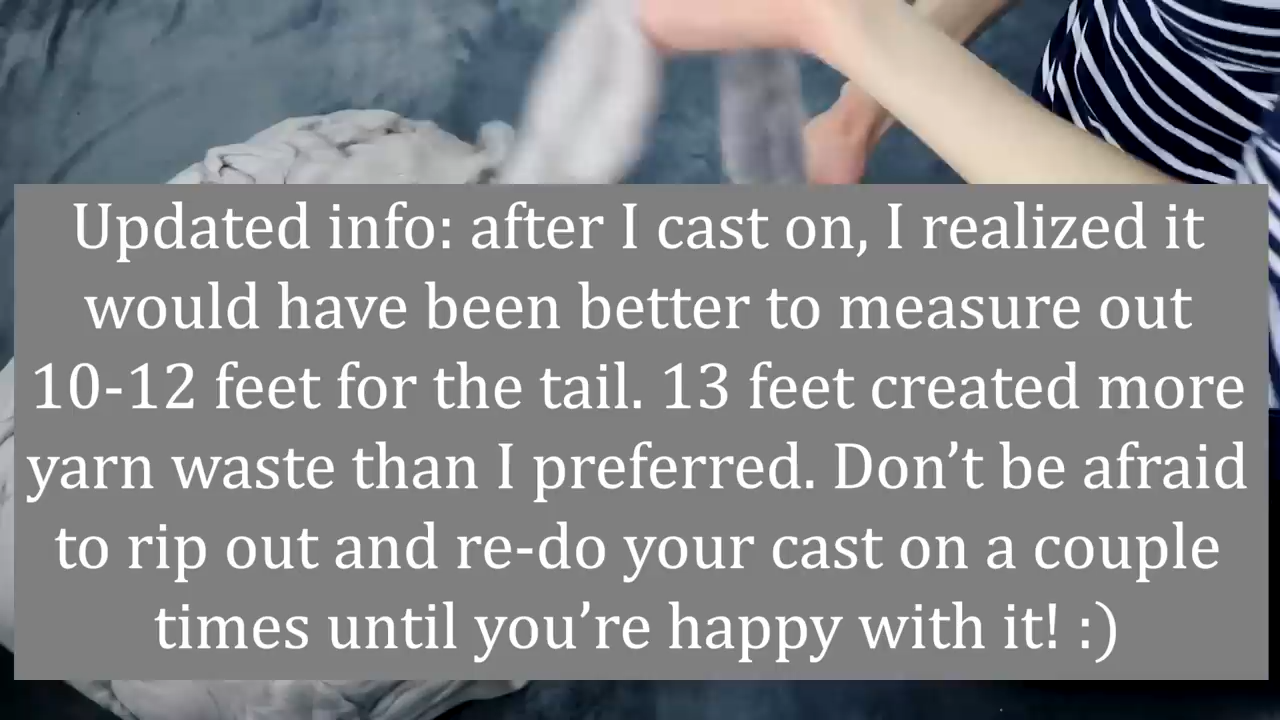 Updated info: after I cast on, I realized it
would have been better to measure out
10-12 feet for the tail. 13 feet created more
yarn waste than I preferred. Don’t be afraid
to rip out and re-do your cast on a couple
times until you’re happy with it! :)